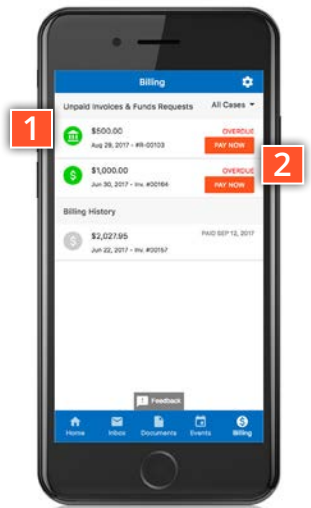 Billing
Unpaid Invoices & Funds Requests All Cases
1
$500.00 OVERDUE
Aug 29, 2017 - #R-00103 PAY NOW
2
$1,000.00 OVERDUE
Jun 30, 2017 - Inv. #00164 PAY NOW
Billing History
$2,027.95 PAID SEP 12, 2017
Jun 22, 2017 - Inv. #00157
Feedback
Home Inbox Documents Events Billing